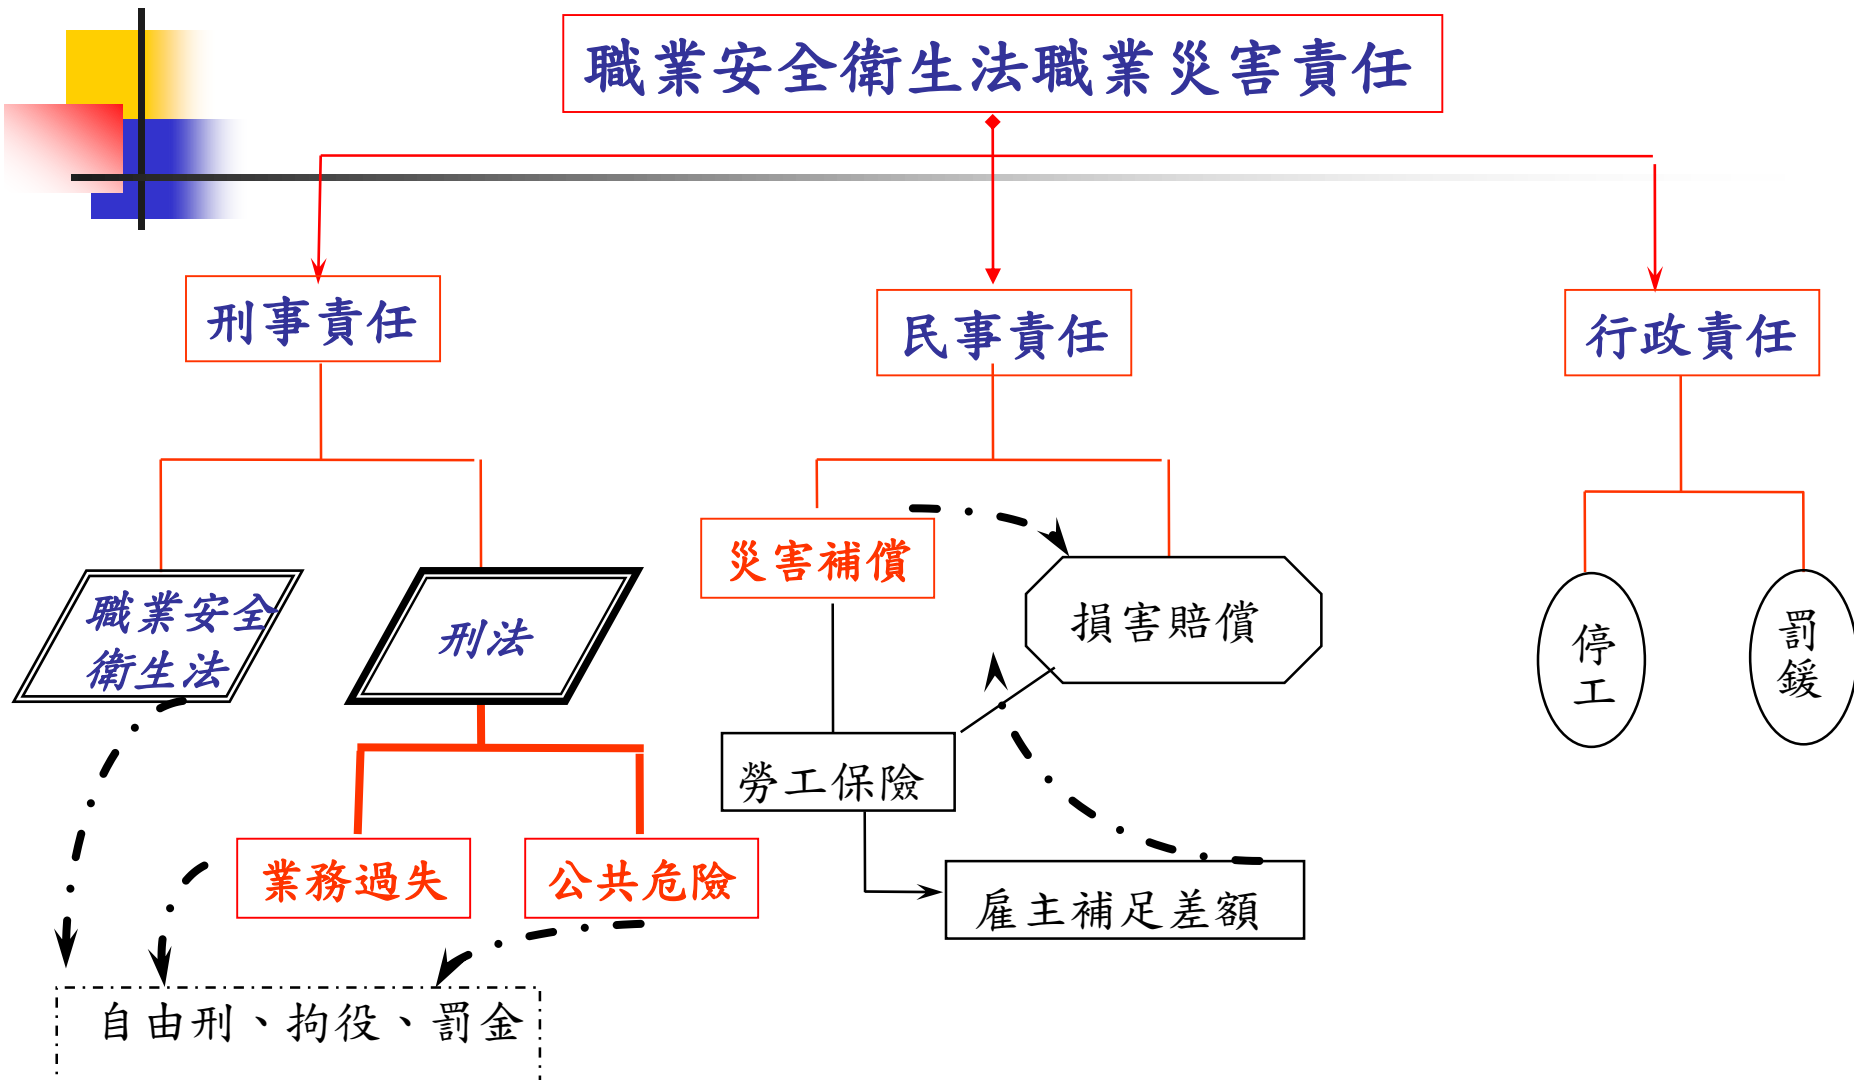 職業安全衛生法職業災害責任
刑事責任
民事責任
行政責任
職業安全
衛生法
刑法
災害補償
損害賠償
停
工
罰
鍰
勞工保險
業務過失
公共危險
雇主補足差額
自由刑、拘役、罰金